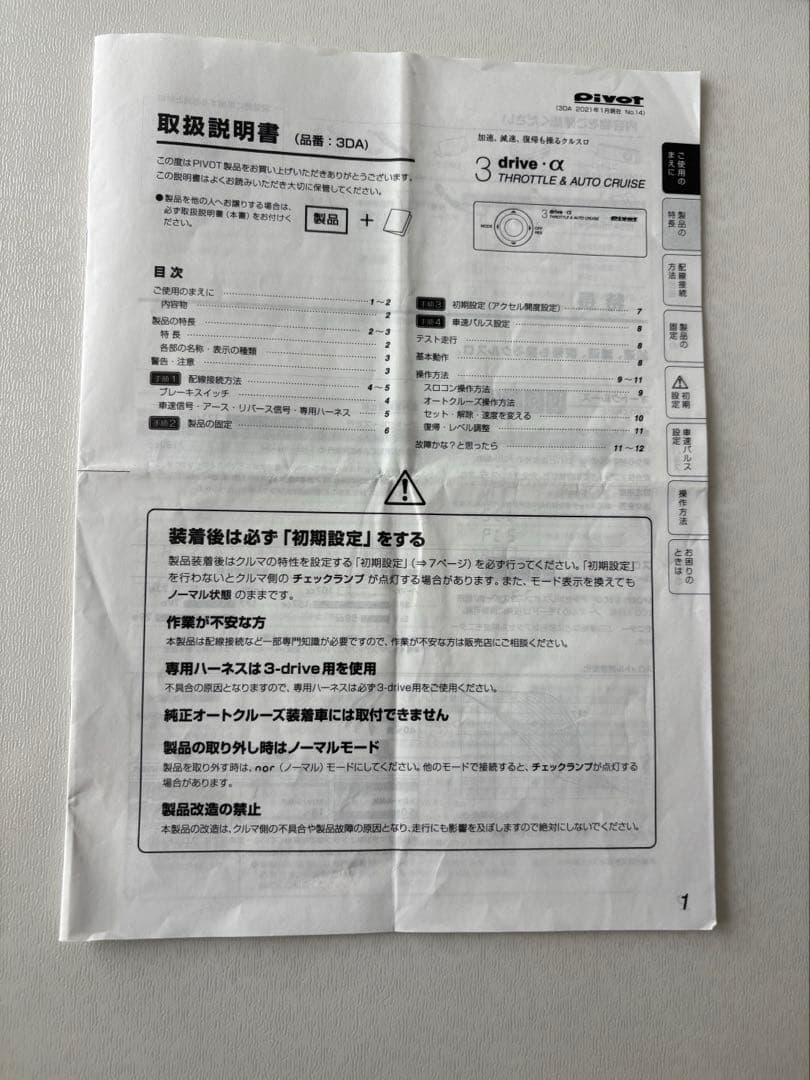 Pivot
(3DA 2021年1月現在 No.14)
取扱説明書 (品番：3DA)
この度はPIVOT製品をお買い上げいただきありがとうございます。
この説明書はよくお読みいただき大切に保管してください。
●製品を他の人へお譲りする場合は、
必ず取扱説明書（本書）をお付けく
ださい。
製品
+
加速、減速、復帰も操るクルスロ
3 drive・α
THROTTLE & AUTO CRUISE
MODE
3 drive・α
THROTTLE & AUTO CRUISE
Pivot
目 次
ご使用のまえに 1～2
内容物 2
製品の特長 2～3
特 長 2
各部の名称・表示の種類 3
警告・注意 3
手順1 配線接続方法 4～5
ブレーキスイッチ 4
車速信号・アース・リバース信号・専用ハーネス 5
手順2 製品の固定 6
手順3 初期設定（アクセル開度設定） 7
手順4 車速パルス設定 8
テスト走行 8
基本動作 8
操作方法 9～11
スロコン操作方法 9
オートクルーズ操作方法
セット・解除・速度を変える 10
復帰・レベル調整 11
故障かな？と思ったら 11～12
ご使用の
まえに
製品の
特長
配線接続
方法
製品の
固定
初期
設定
車速パルス
設定
操作方法
お困りの
ときは
装着後は必ず「初期設定」をする
製品装着後はクルマの特性を設定する「初期設定」(⇒7ページ)を必ず行ってください。「初期設定」
を行わないとクルマ側の チェックランプ が点灯する場合があります。また、モード表示を換えても
ノーマル状態 のままです。
作業が不安な方
本製品は配線接続など一部専門知識が必要ですので、作業が不安な方は販売店にご相談ください。
専用ハーネスは3-drive用を使用
不具合の原因となりますので、専用ハーネスは必ず3-drive用をご使用ください。
純正オートクルーズ装着車には取付できません
製品の取り外し時はノーマルモード
製品を取り外す時は、nor（ノーマル）モードにしてください。他のモードで接続すると、チェックランプが点灯する
場合があります。
製品改造の禁止
本製品の改造は、クルマ側の不具合や製品故障の原因となり、走行にも影響を及ぼしますので絶対にしないでください。
1